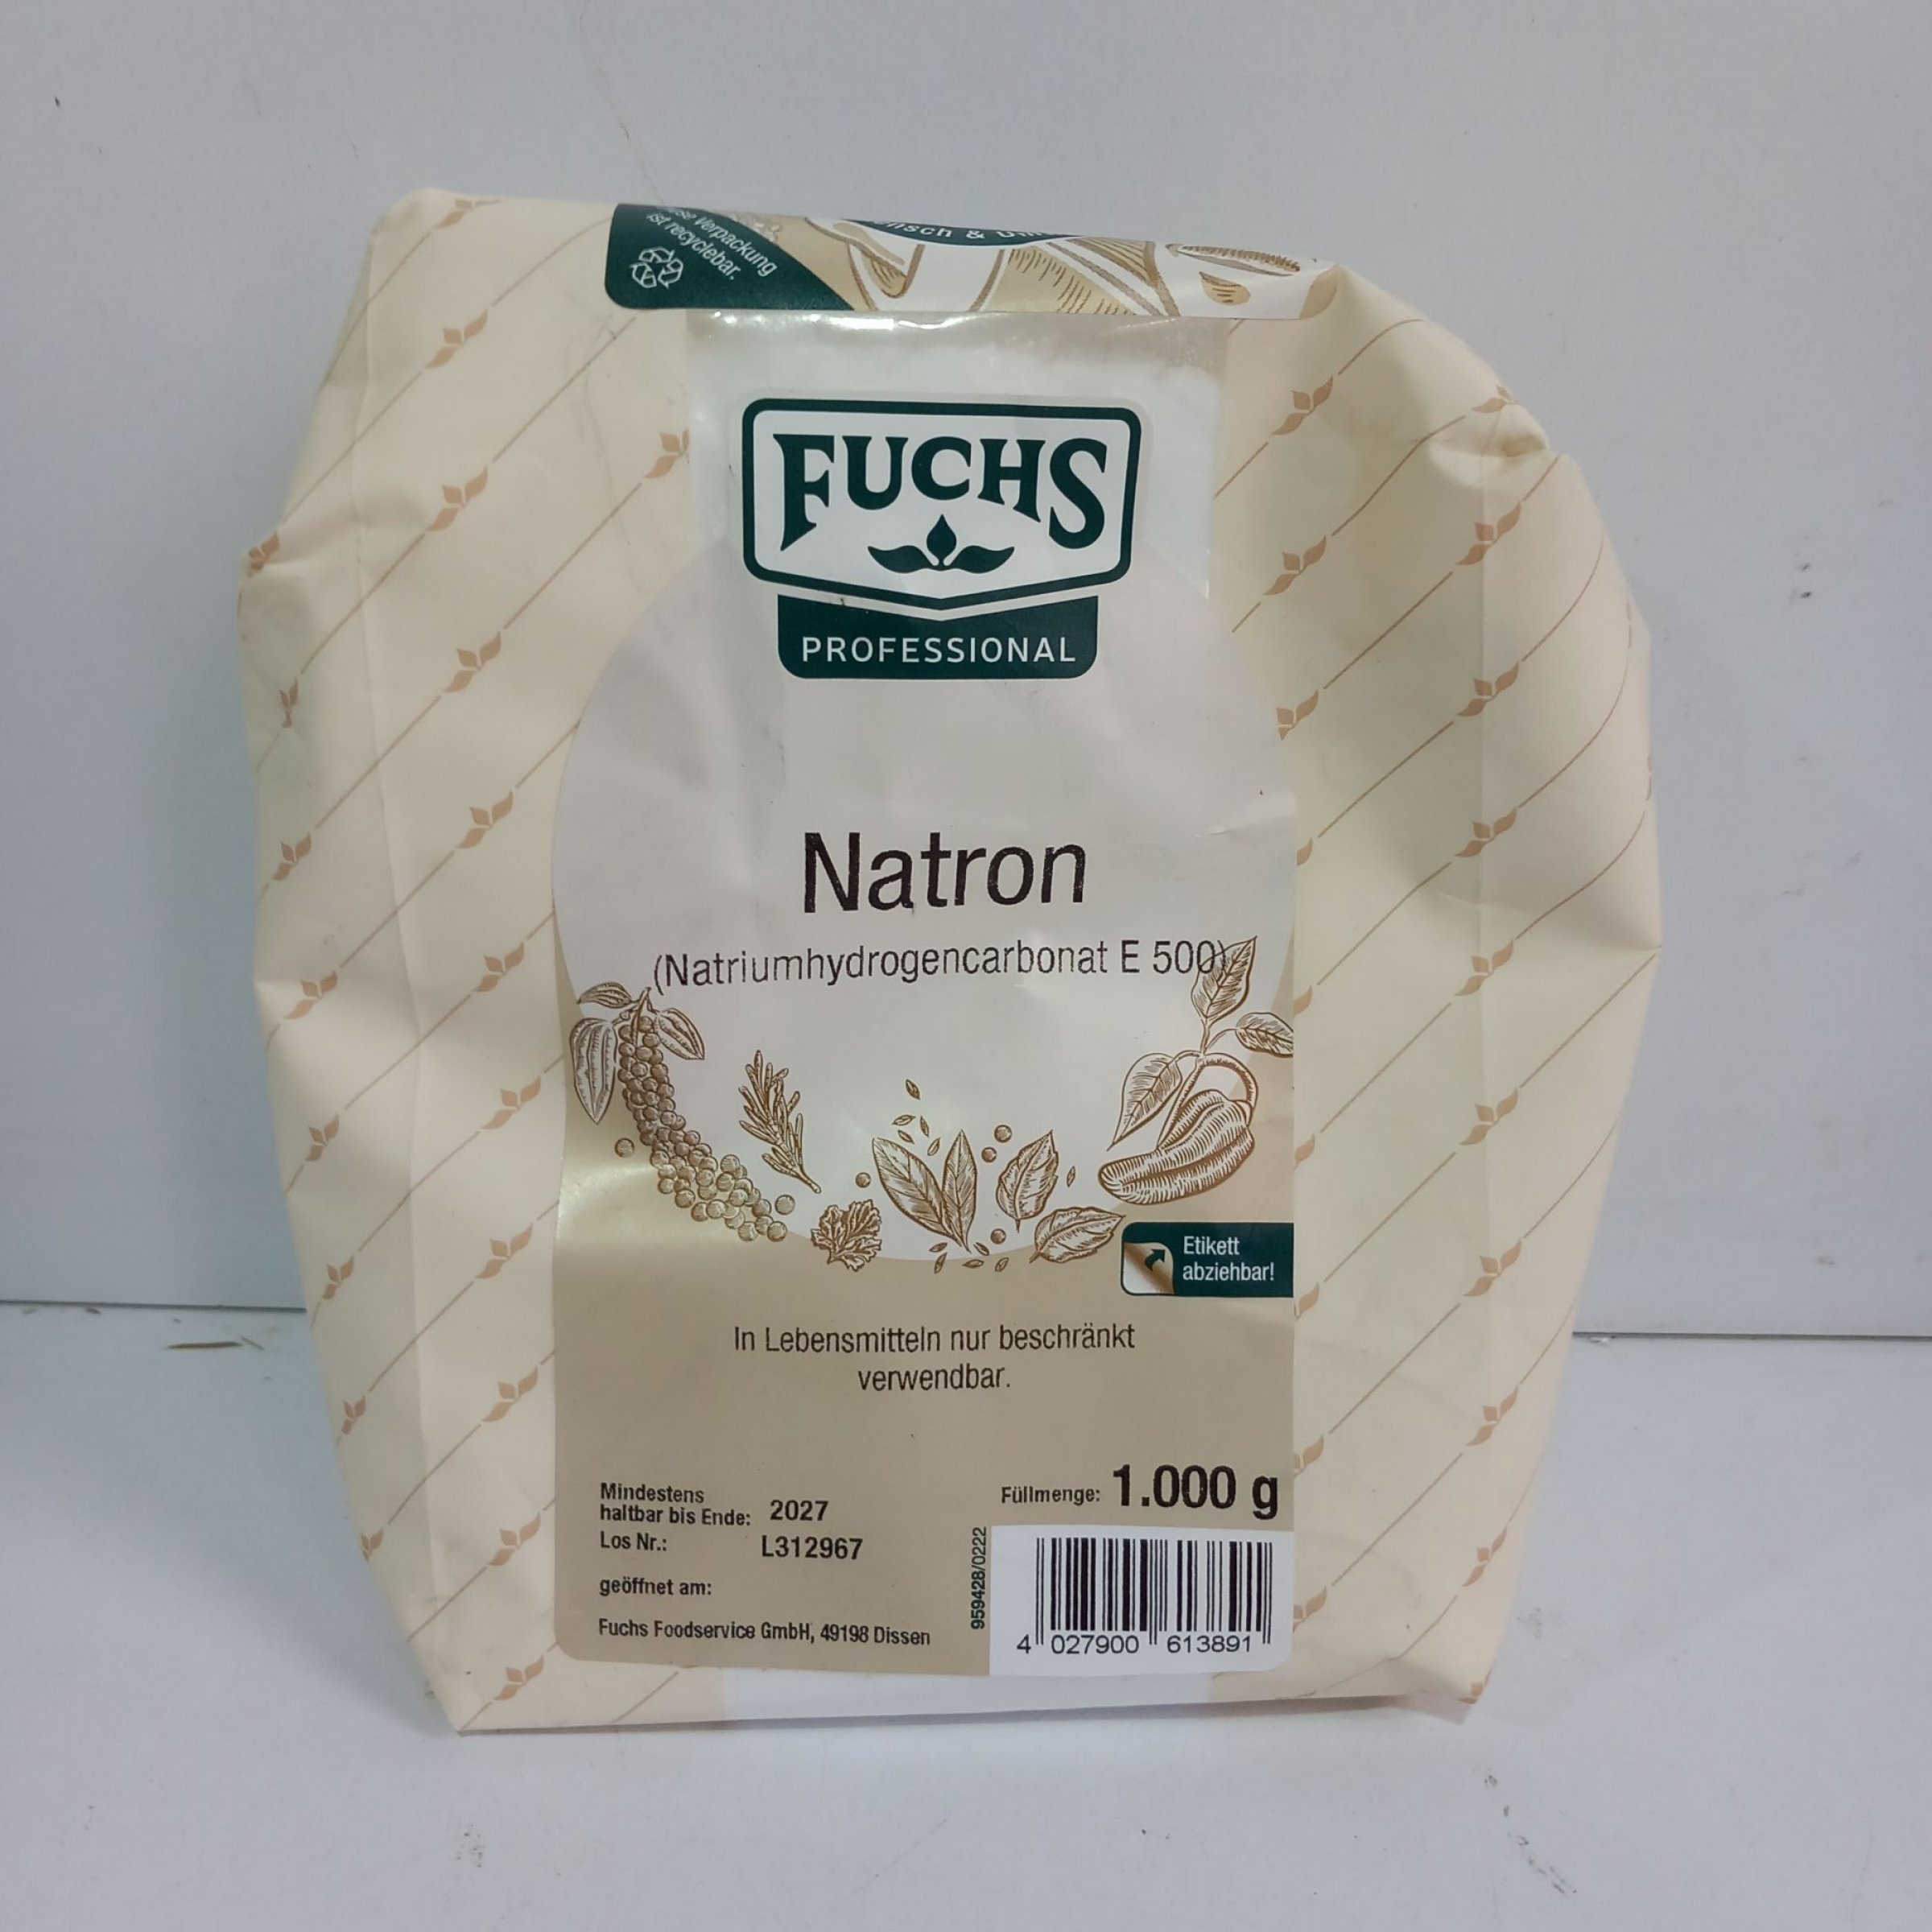 Verpackung
ist recyclebar.
FUCHS
PROFESSIONAL
Natron
(Natriumhydrogencarbonat E 500)
Etikett
abziehbar!
In Lebensmitteln nur beschränkt
verwendbar.
Mindestens
haltbar bis Ende: 2027
Los Nr.: L312967
geöffnet am:
Fuchs Foodservice GmbH, 49198 Dissen
Füllmenge: 1.000 g
959428/0222
4 027900 613891